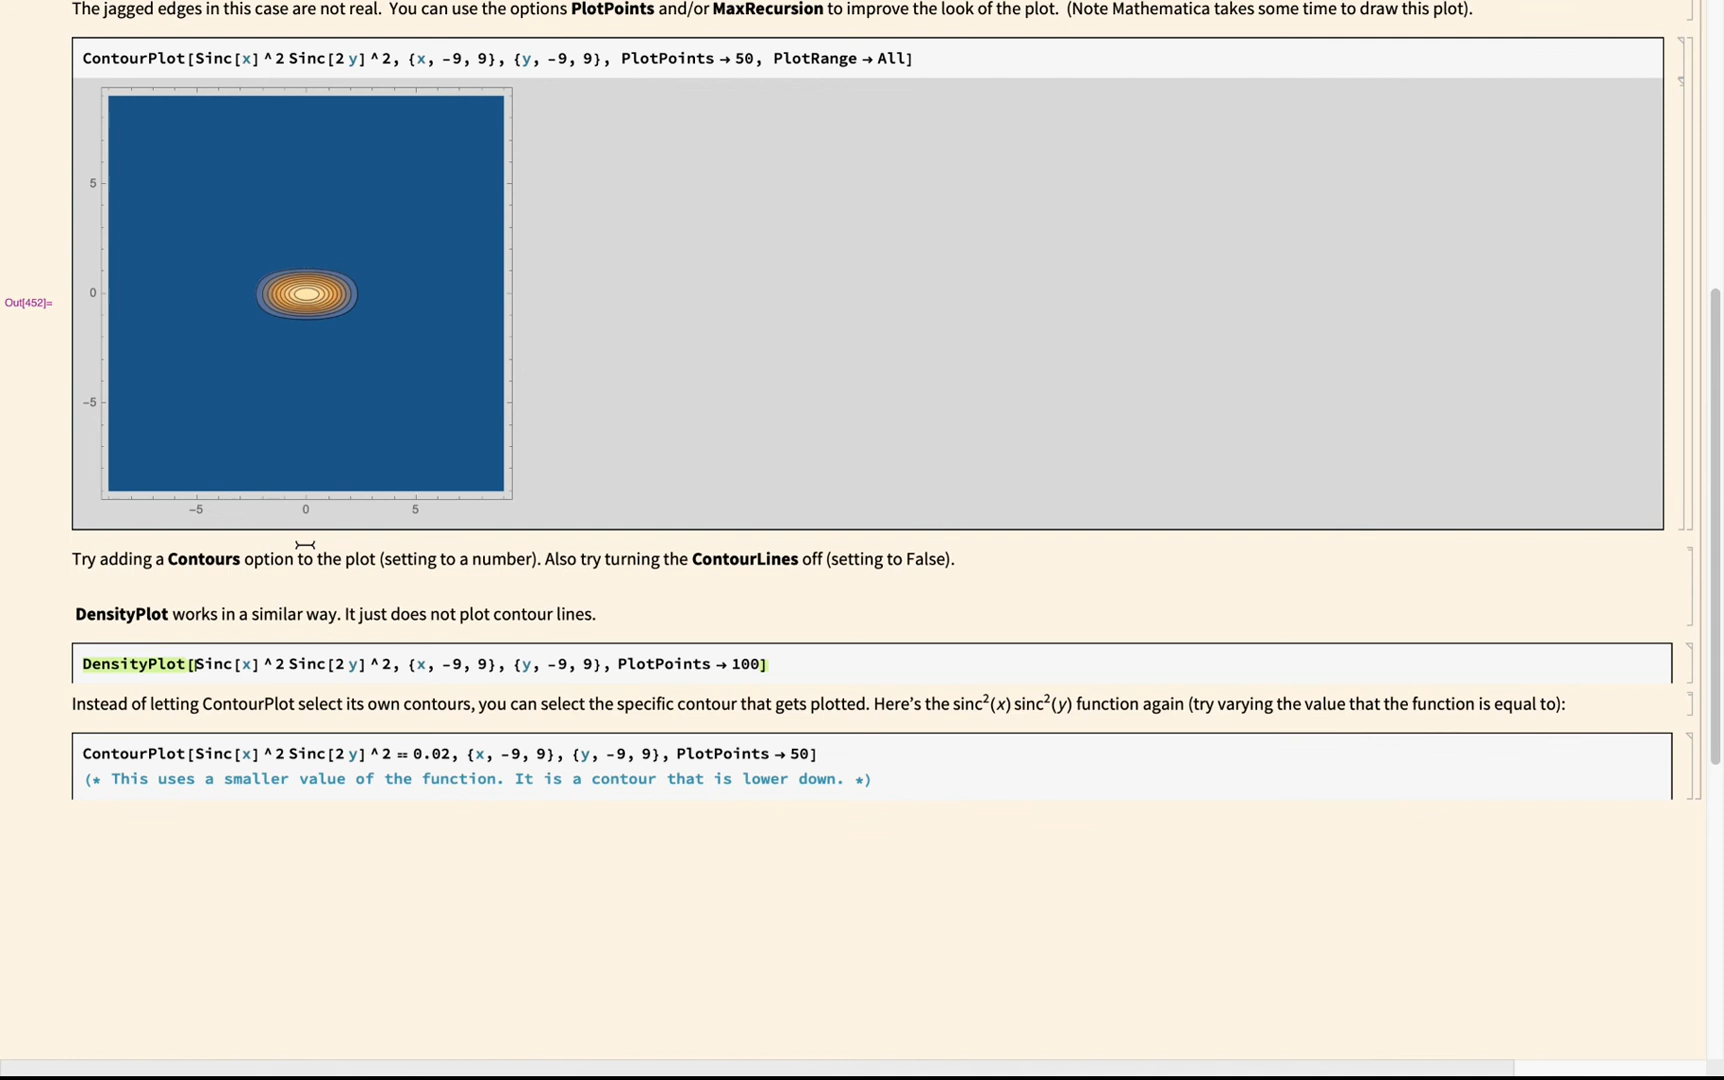 The jagged edges in this case are not real. You can use the options PlotPoints and/or MaxRecursion to improve the look of the plot. (Note Mathematica takes some time to draw this plot).
ContourPlot[Sinc[x]^2 Sinc[2 y]^2, {x, -9, 9}, {y, -9, 9}, PlotPoints → 50, PlotRange → All]
5
0
Out[452]=
-5
-5 0 5
Try adding a Contours option to the plot (setting to a number). Also try turning the ContourLines off (setting to False).
DensityPlot works in a similar way. It just does not plot contour lines.
DensityPlot[Sinc[x]^2 Sinc[2 y]^2, {x, -9, 9}, {y, -9, 9}, PlotPoints → 100]
Instead of letting ContourPlot select its own contours, you can select the specific contour that gets plotted. Here's the sinc²(x) sinc²(y) function again (try varying the value that the function is equal to):
ContourPlot[Sinc[x]^2 Sinc[2 y]^2 == 0.02, {x, -9, 9}, {y, -9, 9}, PlotPoints → 50]
(* This uses a smaller value of the function. It is a contour that is lower down. *)